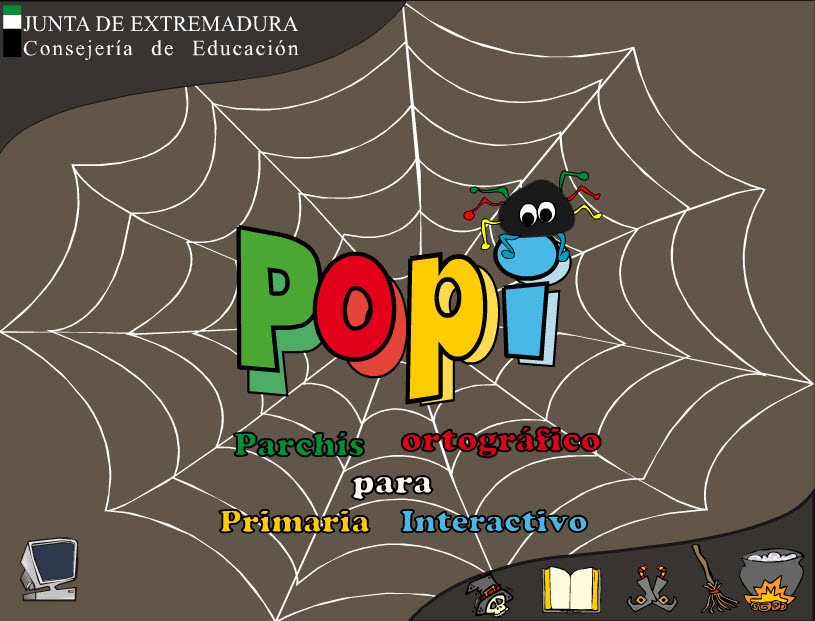 JUNTA DE EXTREMADURA
Consejería de Educación
Popi
Parchís ortográfico
para
Primaria Interactivo